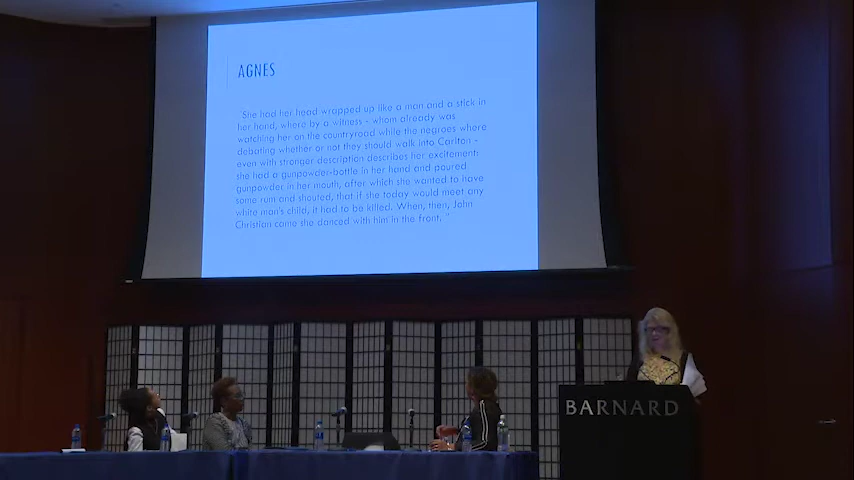 AGNES
"She had her head wrapped up like a man and a stick in
her hand, where by a witness - whom already was
watching her on the countryroad while the negroes where
debating whether or not they should walk into Carlton -
even with stronger description describes her excitement:
she had a gunpowder-bottle in her hand and poured
gunpowder in her mouth, after which she wanted to have
some rum and shouted, that if she today would meet any
white man's child, it had to be killed. When, then, John
Christian came she danced with him in the front. "
BARNARD